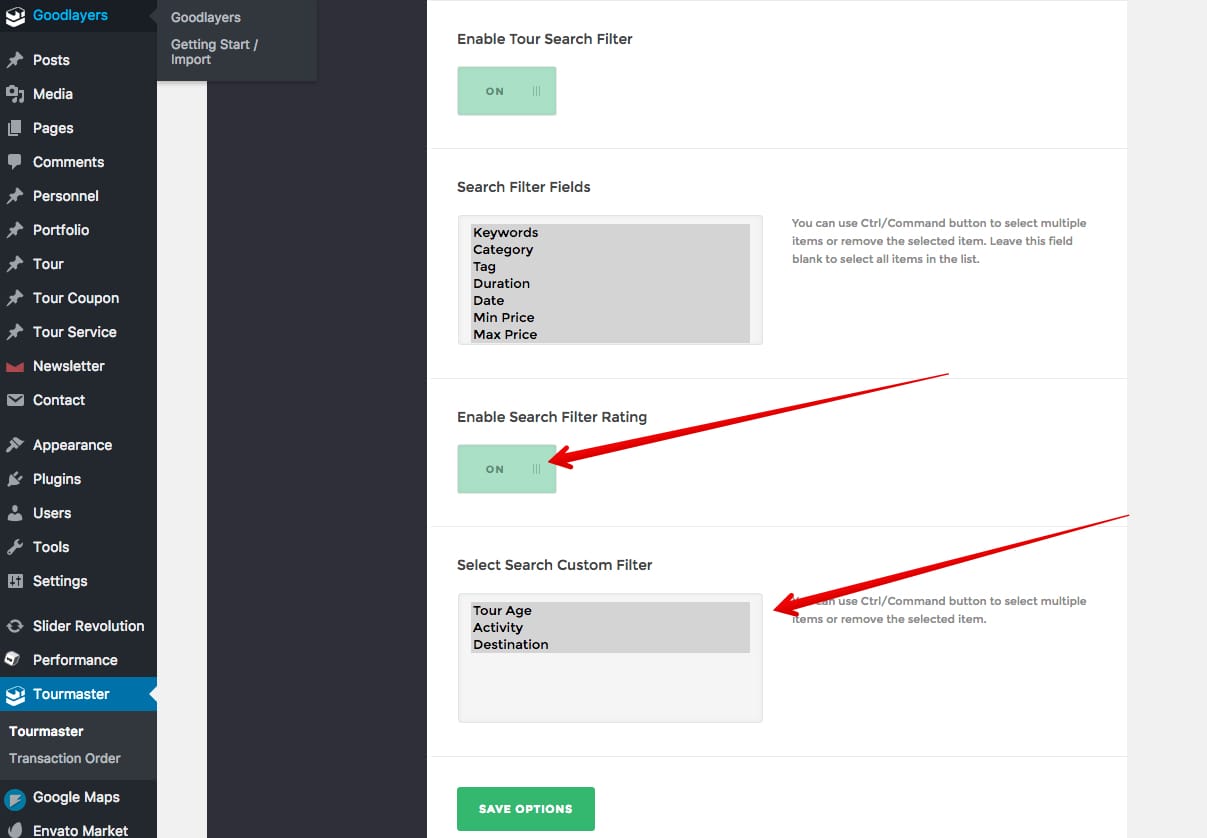 Goodlayers
Goodlayers
Getting Start /
Import
Posts
Media
Pages
Comments
Personnel
Portfolio
Tour
Tour Coupon
Tour Service
Newsletter
Contact
Appearance
Plugins
Users
Tools
Settings
Slider Revolution
Performance
Tourmaster
Tourmaster
Transaction Order
Google Maps
Envato Market
Enable Tour Search Filter
ON
Search Filter Fields
Keywords
Category
Tag
Duration
Date
Min Price
Max Price
You can use Ctrl/Command button to select multiple
items or remove the selected item. Leave this field
blank to select all items in the list.
Enable Search Filter Rating
ON
Select Search Custom Filter
Tour Age
Activity
Destination
You can use Ctrl/Command button to select multiple
items or remove the selected item.
SAVE OPTIONS